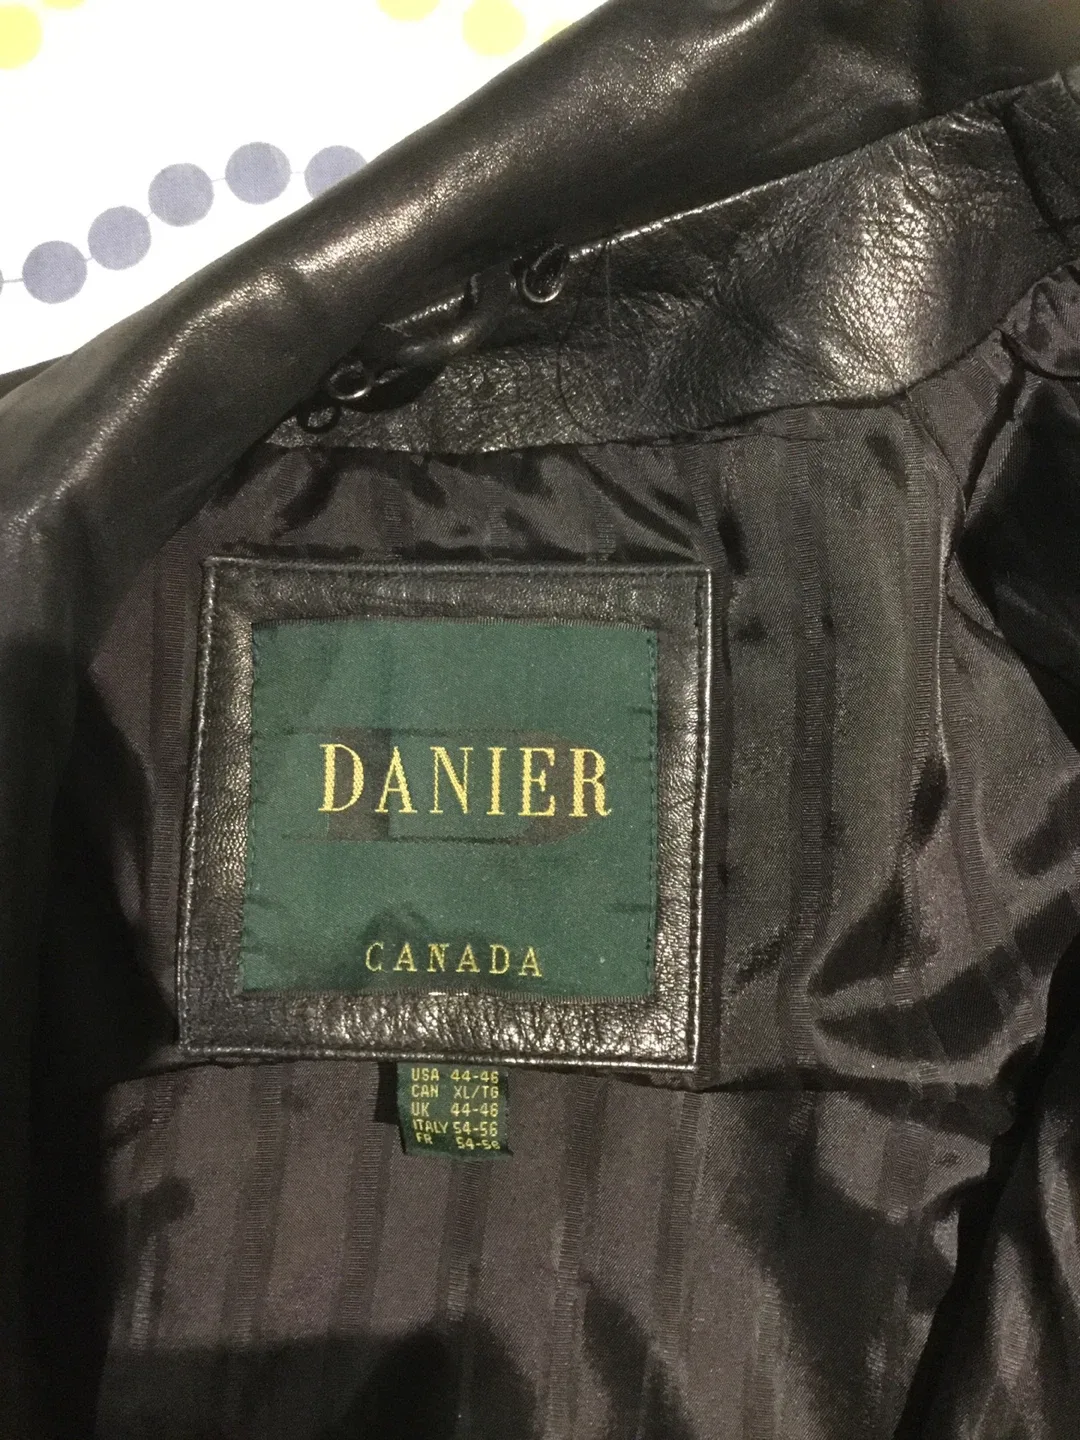 DANIER
CANADA
USA 44-46
CAN XL/TG
UK 44-46
ITALY 54-56
FR 54-56